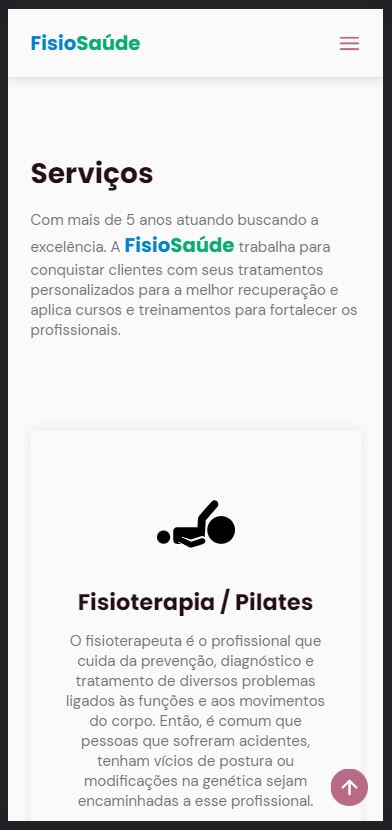 FisioSaúde
Serviços
Com mais de 5 anos atuando buscando a
excelência. A FisioSaúde trabalha para
conquistar clientes com seus tratamentos
personalizados para a melhor recuperação e
aplica cursos e treinamentos para fortalecer os
profissionais.
Fisioterapia / Pilates
O fisioterapeuta é o profissional que
cuida da prevenção, diagnóstico e
tratamento de diversos problemas
ligados às funções e aos movimentos
do corpo. Então, é comum que
pessoas que sofreram acidentes,
tenham vícios de postura ou
modificações na genética sejam
encaminhadas a esse profissional.